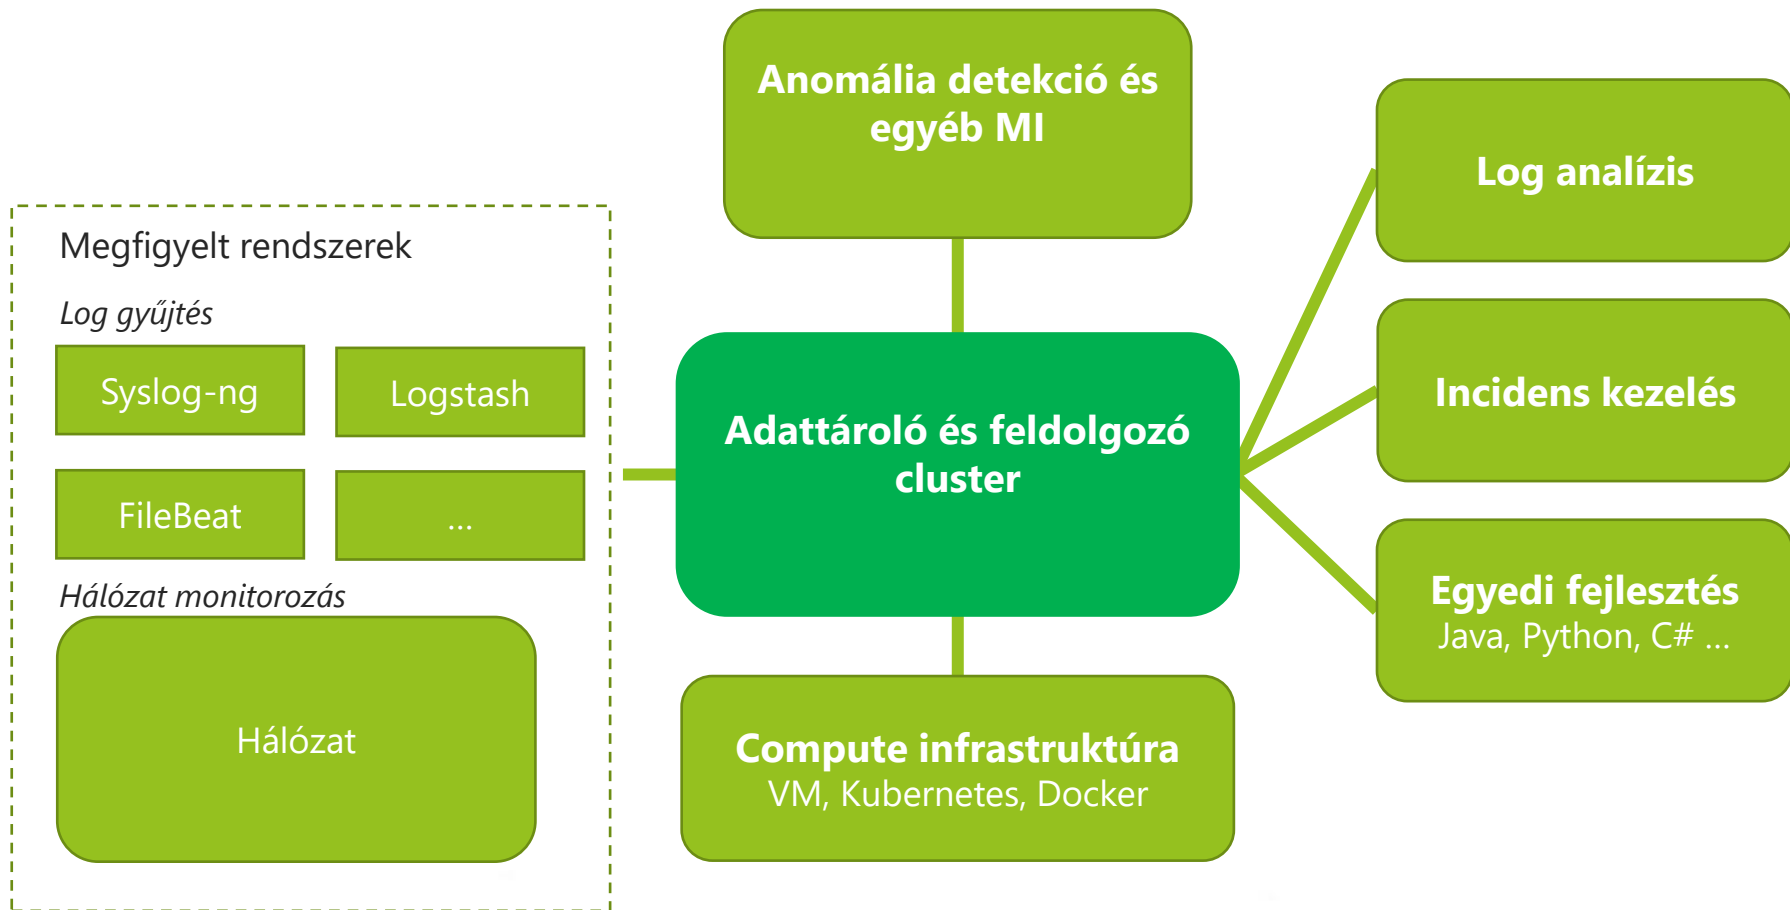 Anomália detekció és
egyéb MI
Megfigyelt rendszerek
Log gyűjtés
Syslog-ng
Logstash
FileBeat
...
Hálózat monitorozás
Hálózat
Adattároló és feldolgozó
cluster
Compute infrastruktúra
VM, Kubernetes, Docker
Log analízis
Incidens kezelés
Egyedi fejlesztés
Java, Python, C# ...